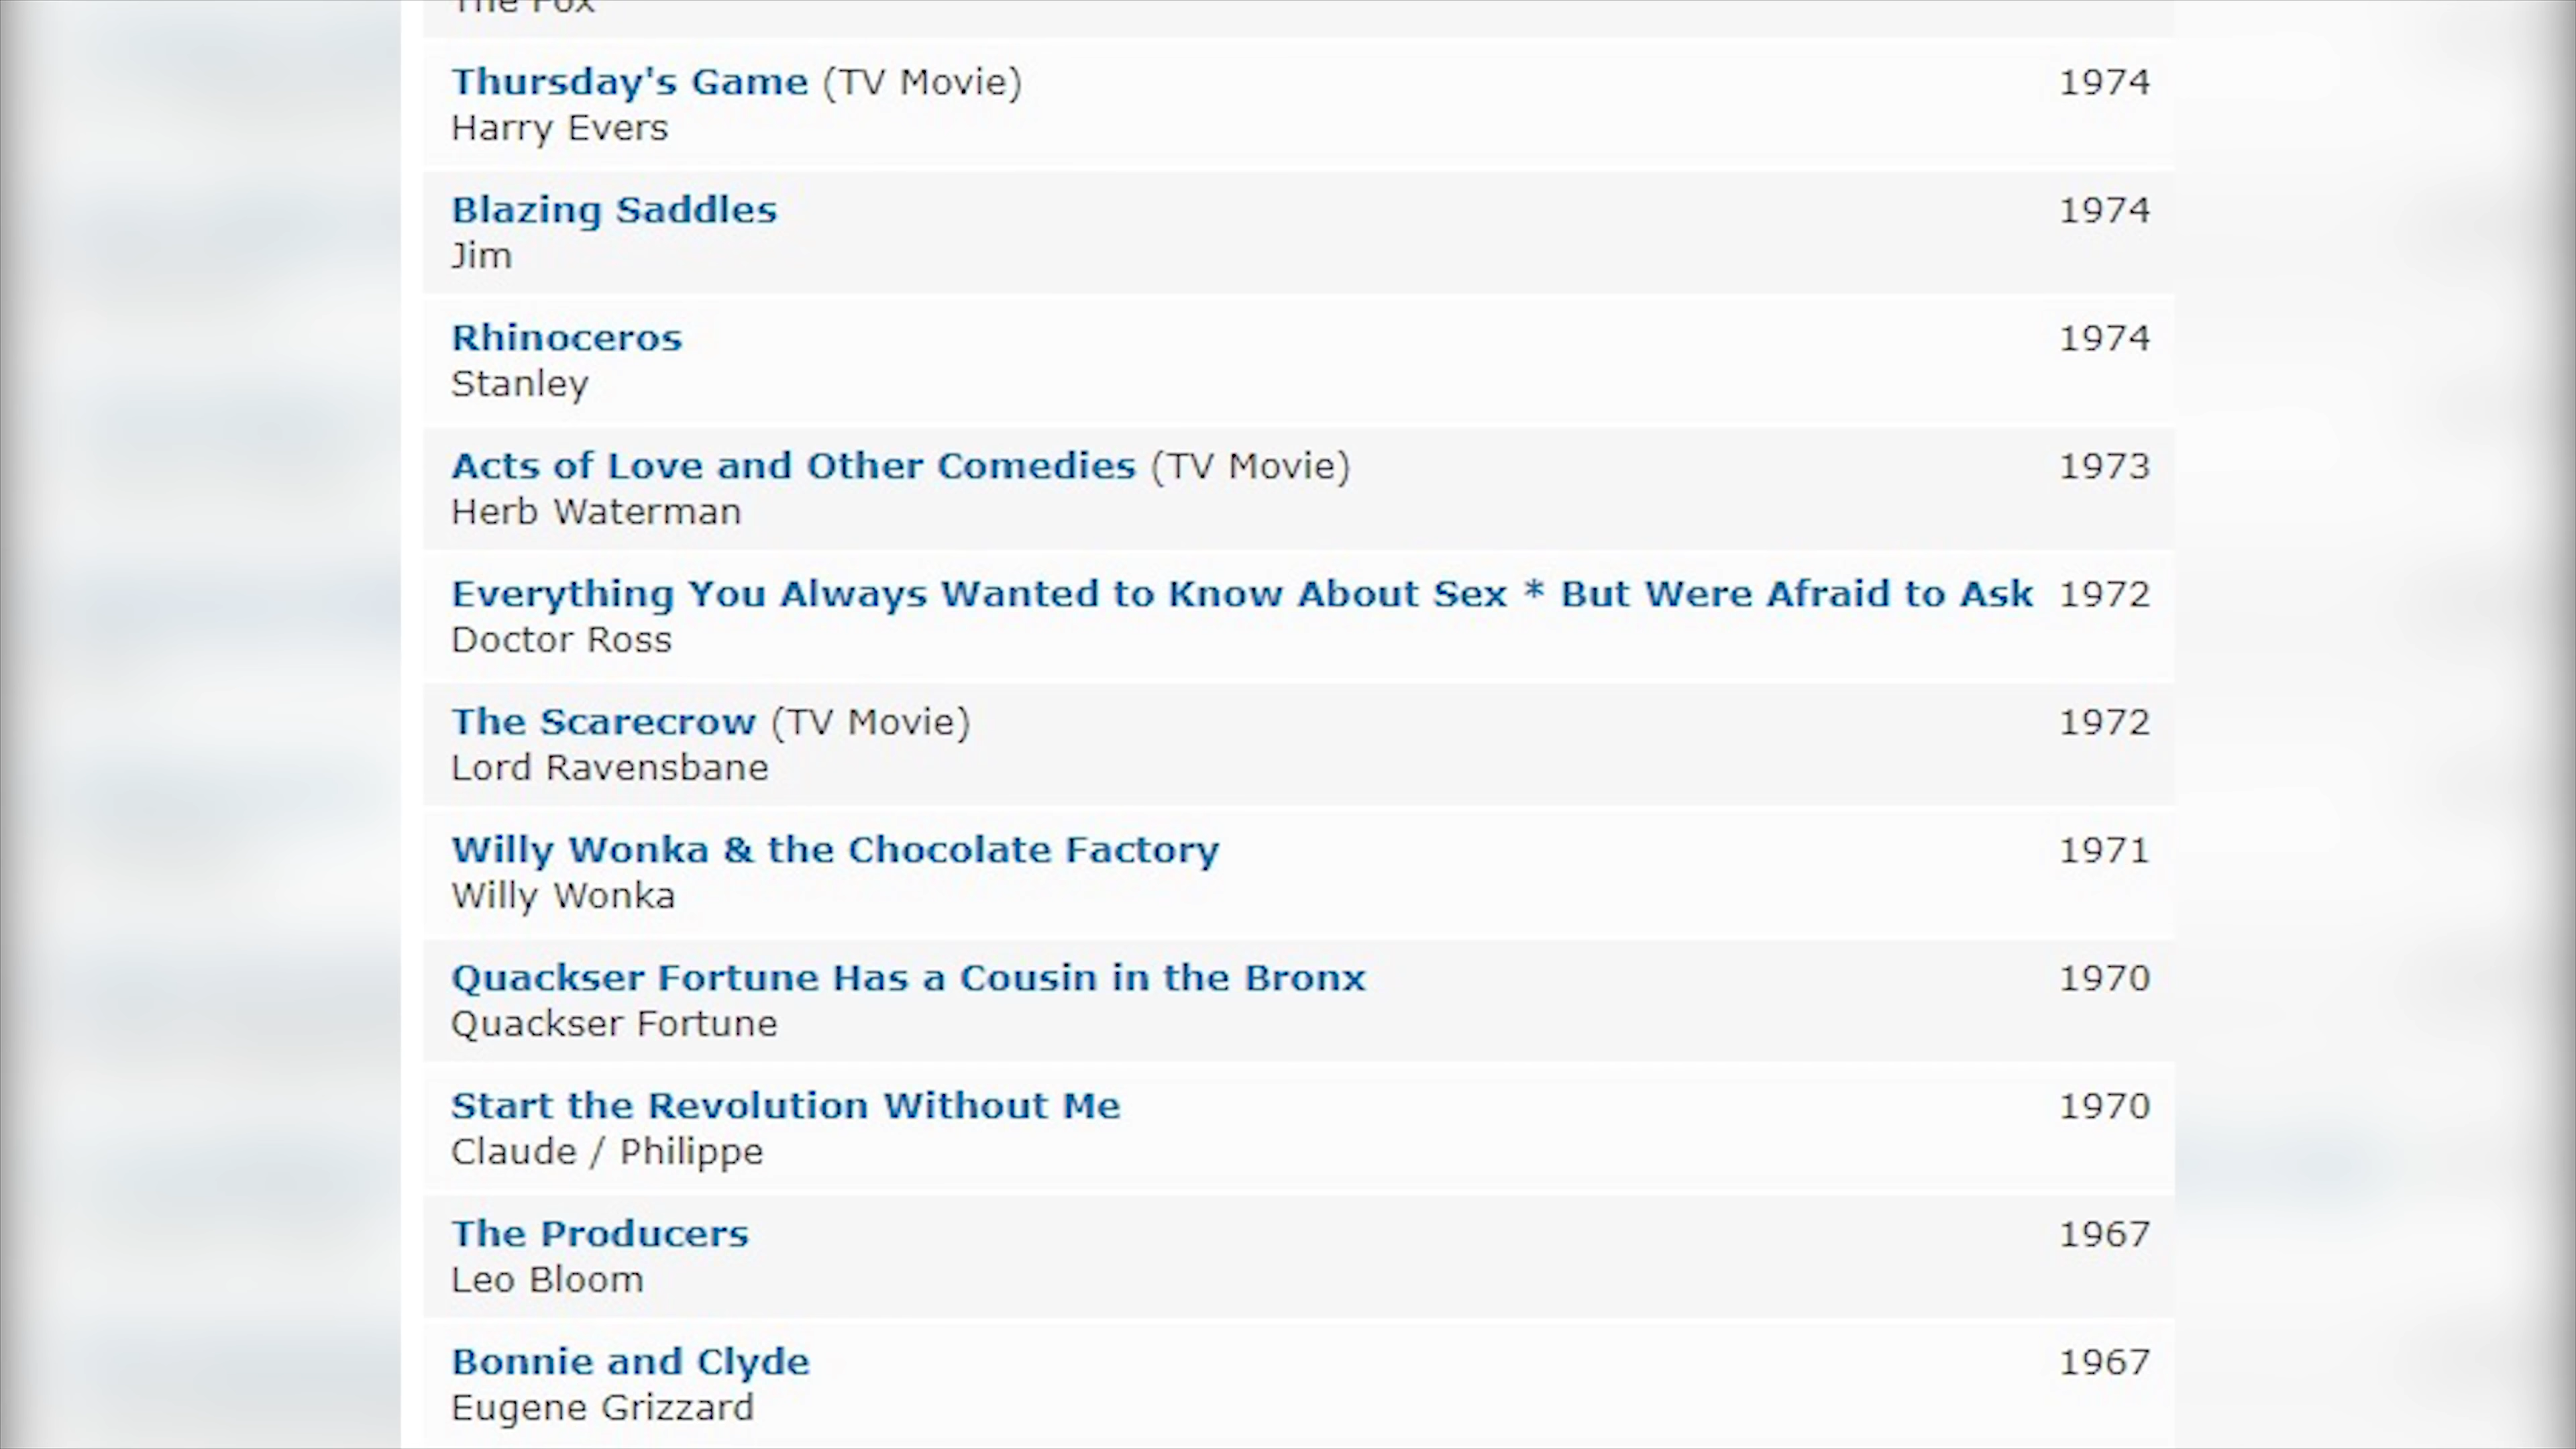 The Fox
Thursday's Game (TV Movie) 1974
Harry Evers
Blazing Saddles 1974
Jim
Rhinoceros 1974
Stanley
Acts of Love and Other Comedies (TV Movie) 1973
Herb Waterman
Everything You Always Wanted to Know About Sex * But Were Afraid to Ask 1972
Doctor Ross
The Scarecrow (TV Movie) 1972
Lord Ravensbane
Willy Wonka & the Chocolate Factory 1971
Willy Wonka
Quackser Fortune Has a Cousin in the Bronx 1970
Quackser Fortune
Start the Revolution Without Me 1970
Claude / Philippe
The Producers 1967
Leo Bloom
Bonnie and Clyde 1967
Eugene Grizzard